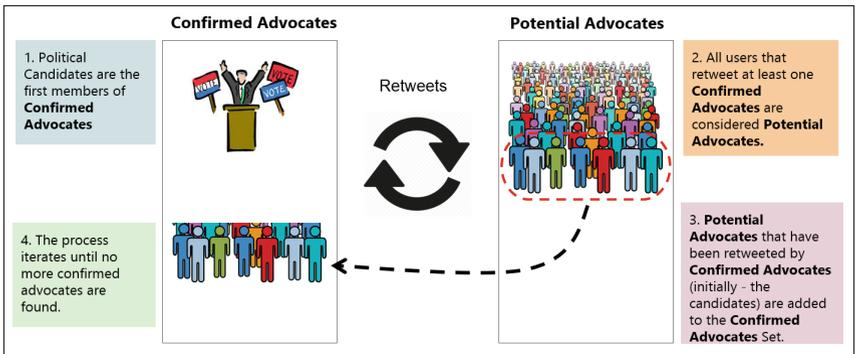 Confirmed Advocates
Potential Advocates
1. Political
Candidates are the
first members of
Confirmed
Advocates
VOTE
VOTE
VOTE
Retweets
2. All users that
retweet at least one
Confirmed
Advocates are
considered Potential
Advocates.
3. Potential
Advocates that have
been retweeted by
Confirmed Advocates
(initially - the
candidates) are added
to the Confirmed
Advocates Set.
4. The process
iterates until no
more confirmed
advocates are
found.